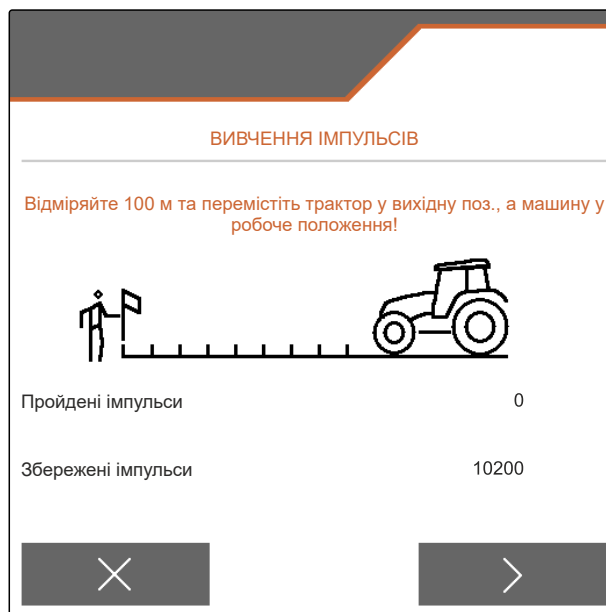 ВИВЧЕННЯ ІМПУЛЬСІВ
Відміряйте 100 м та перемістіть трактор у вихідну поз., а машину у
робоче положення!
Пройдені імпульси 0
Збережені імпульси 10200